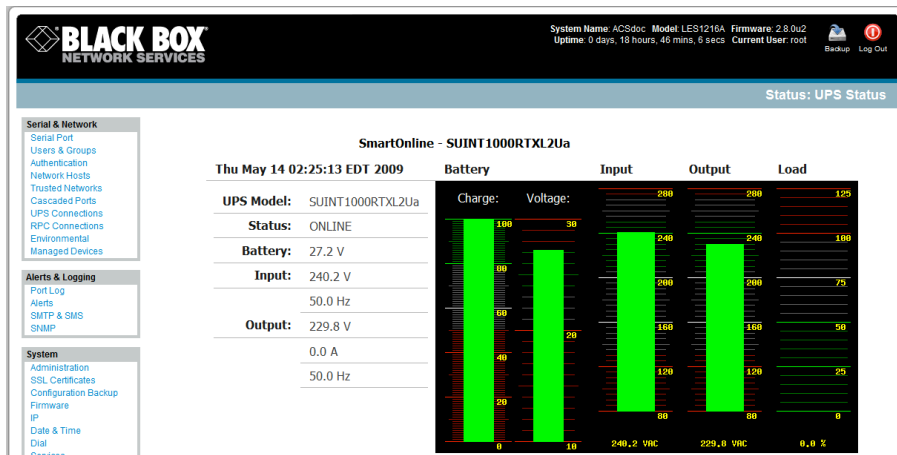 BLACK BOX
NETWORK SERVICES
System Name: ACSdoc Model: LES1216A Firmware: 2.8.0u2
Uptime: 0 days, 18 hours, 46 mins, 6 secs Current User: root
Backup Log Out
Status: UPS Status
Serial & Network
Serial Port
Users & Groups
Authentication
Network Hosts
Trusted Networks
Cascaded Ports
UPS Connections
RPC Connections
Environmental
Managed Devices
Alerts & Logging
Port Log
Alerts
SMTP & SMS
SNMP
System
Administration
SSL Certificates
Configuration Backup
Firmware
IP
Date & Time
Dial
Services
SmartOnline - SUINT1000RTXL2Ua
Thu May 14 02:25:13 EDT 2009
UPS Model: SUINT1000RTXL2Ua
Status: ONLINE
Battery: 27.2 V
Input: 240.2 V
50.0 Hz
Output: 229.8 V
0.0 A
50.0 Hz
Battery
Charge:
100
80
60
40
20
0
Voltage:
30
20
10
Input
280
240
200
160
120
80
240.2 VAC
Output
280
240
200
160
120
80
229.8 VAC
Load
125
100
75
50
25
0
0.0 %